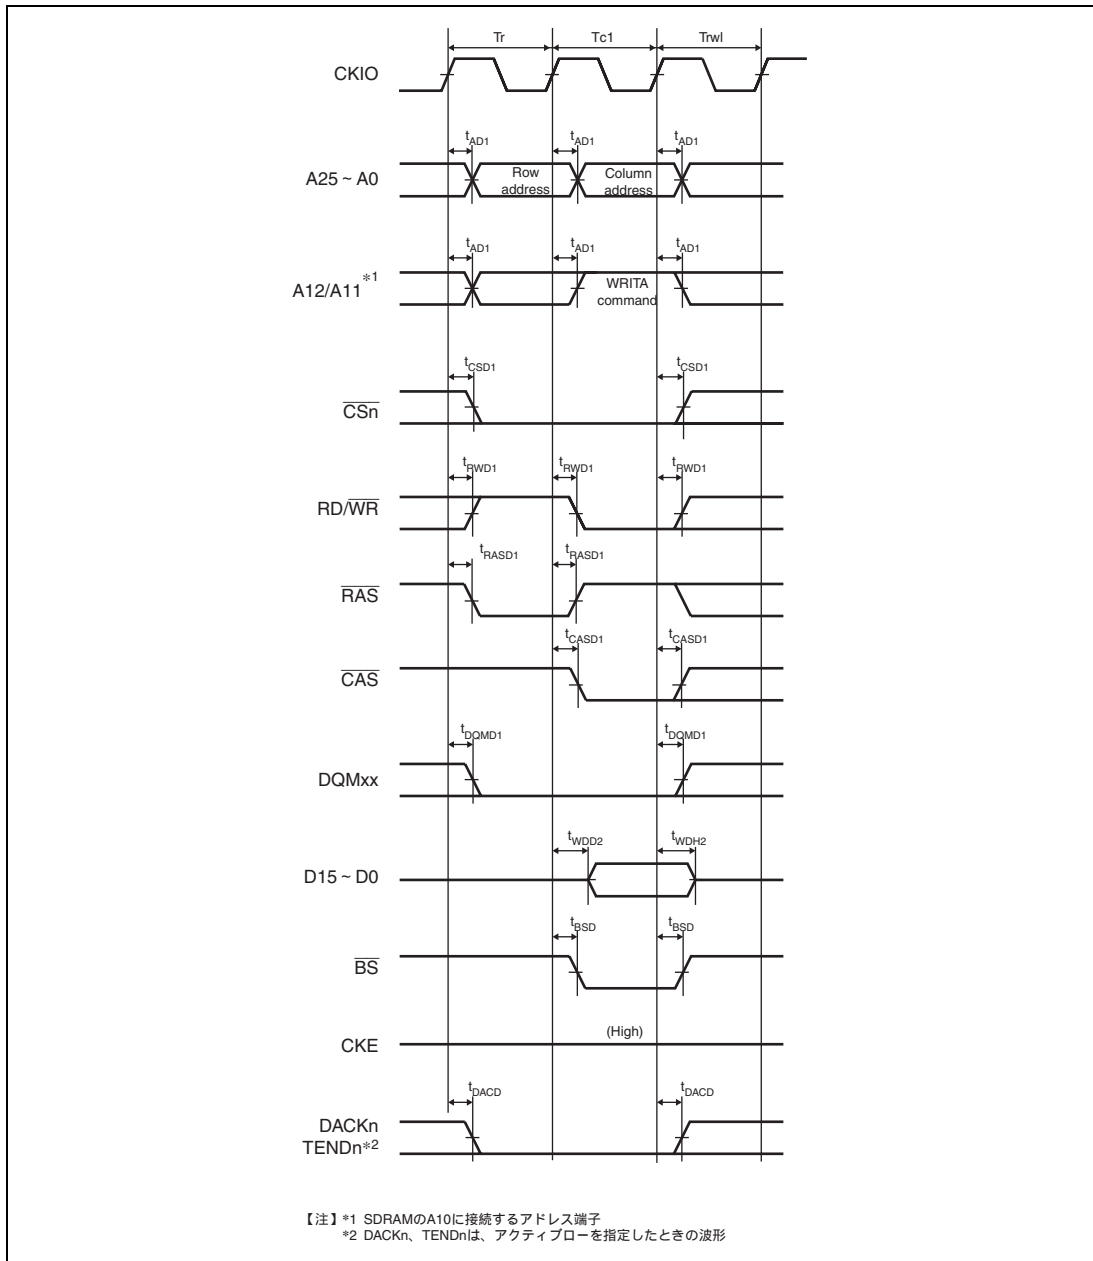 Tr Tc1 Trwl
CKIO
tAD1 tAD1 tAD1
A25 ~ A0
Row address
Column address
tAD1 tAD1 tAD1
A12/A11*1
WRITA command
tCSD1 tCSD1
CSn
tRWD1 tRWD1 tRWD1
RD/WR
tRASD1 tRASD1
RAS
tCASD1 tCASD1
CAS
tDQMD1 tDQMD1
DQMxx
tWDD2 tWDH2
D15 ~ D0
tBSD tBSD
BS
(High)
CKE
tDACD tDACD
DACKn
TENDn*2
【注】*1 SDRAMのA10に接続するアドレス端子
*2 DACKn、TENDnは、アクティブローを指定したときの波形